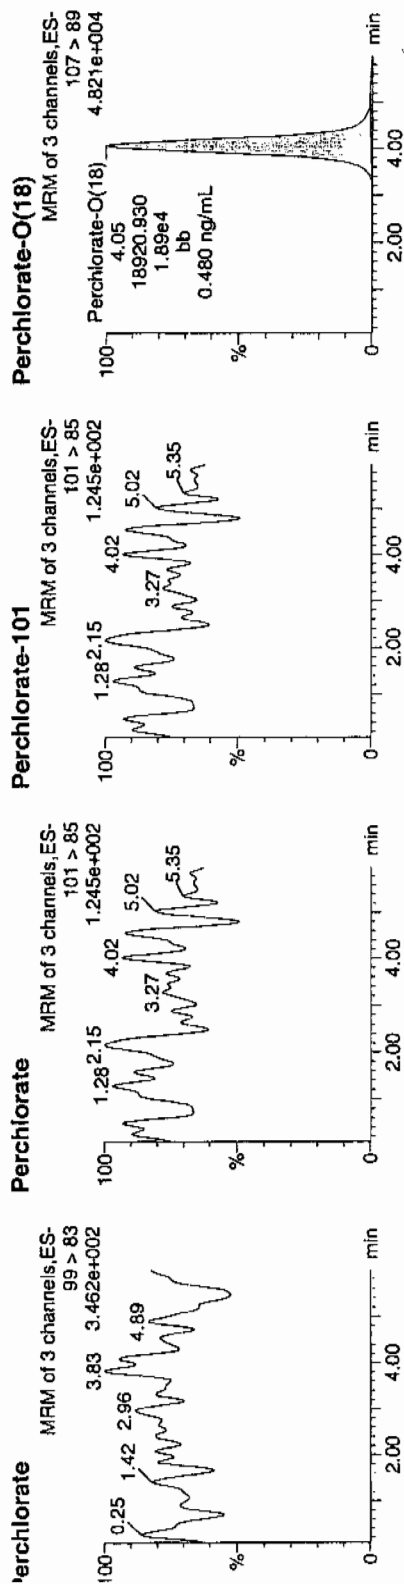 Perchlorate
MRM of 3 channels,ES-
99 > 83
3.462e+002
100
0.25
1.42
2.96
3.83
4.89
%
0
2.00
4.00
min
Perchlorate
MRM of 3 channels,ES-
101 > 85
1.245e+002
100
1.28
2.15
3.27
4.02
5.02
5.35
%
0
2.00
4.00
min
Perchlorate-101
MRM of 3 channels,ES-
101 > 85
1.245e+002
100
1.28
2.15
3.27
4.02
5.02
5.35
%
0
2.00
4.00
min
Perchlorate-O(18)
MRM of 3 channels,ES-
107 > 89
4.821e+004
100
Perchlorate-O(18)
4.05
18920.930
1.89e4
bb
0.480 ng/mL
%
0
2.00
4.00
min